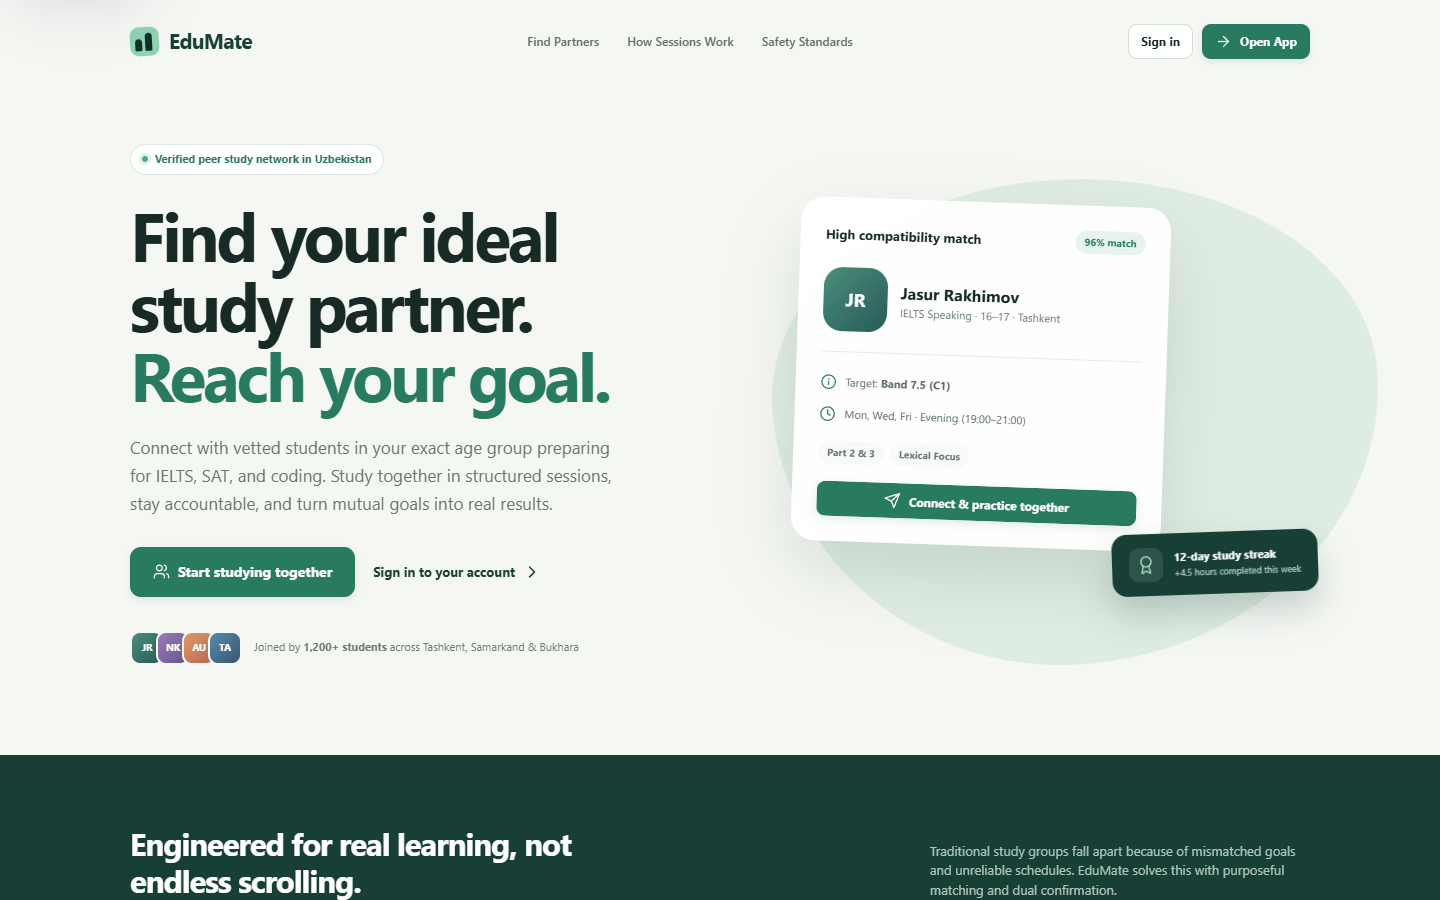 EduMate
Find Partners
How Sessions Work
Safety Standards
Sign in
Open App
Verified peer study network in Uzbekistan
Find your ideal
study partner.
Reach your goal.
Connect with vetted students in your exact age group preparing
for IELTS, SAT, and coding. Study together in structured sessions,
stay accountable, and turn mutual goals into real results.
Start studying together
Sign in to your account
JR
NK
AU
TA
Joined by 1,200+ students across Tashkent, Samarkand & Bukhara
High compatibility match
96% match
JR
Jasur Rakhimov
IELTS Speaking · 16–17 · Tashkent
Target: Band 7.5 (C1)
Mon, Wed, Fri · Evening (19:00–21:00)
Part 2 & 3
Lexical Focus
Connect & practice together
12-day study streak
+4.5 hours completed this week
Engineered for real learning, not
endless scrolling.
Traditional study groups fall apart because of mismatched goals
and unreliable schedules. EduMate solves this with purposeful
matching and dual confirmation.